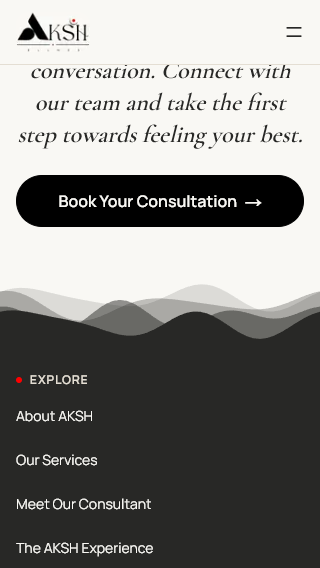 AKSH
conversation. Connect with
our team and take the first
step towards feeling your best.
Book Your Consultation →
EXPLORE
About AKSH
Our Services
Meet Our Consultant
The AKSH Experience